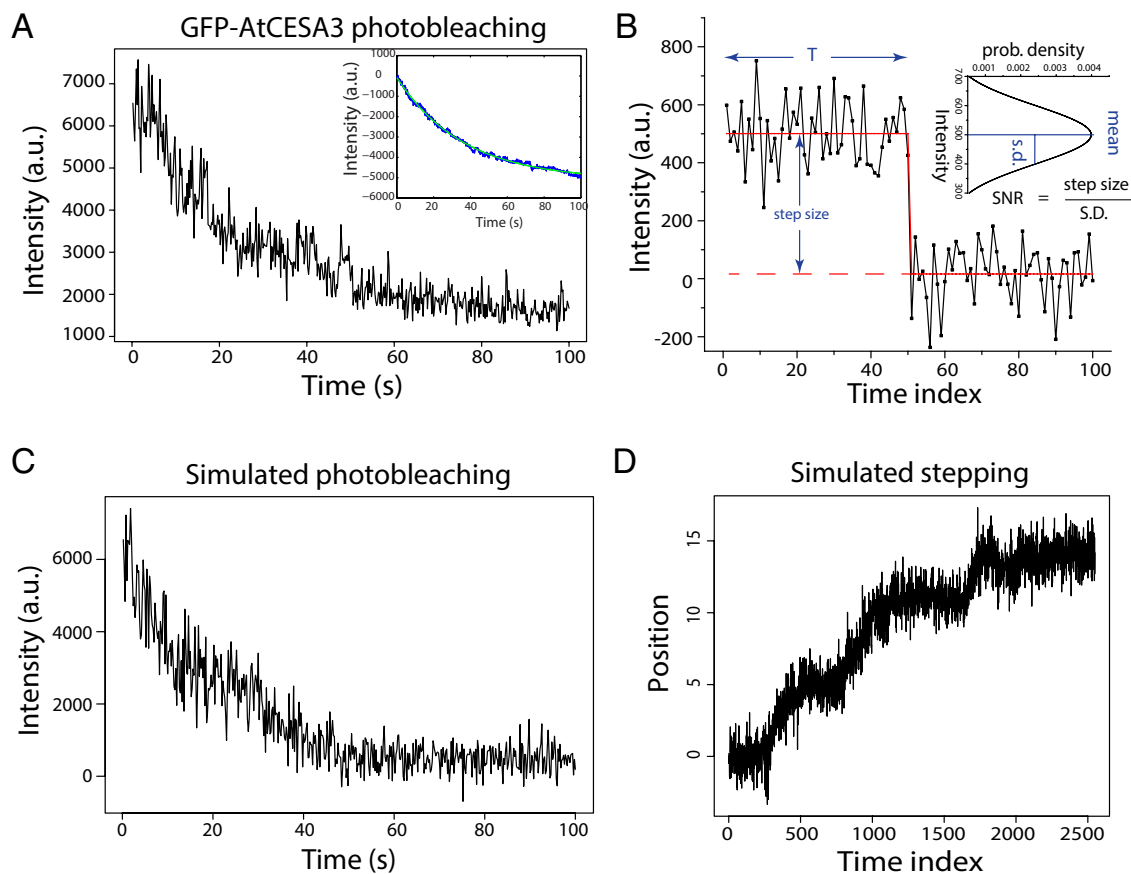 A
GFP-AtCESA3 photobleaching
Intensity (a.u.)
7000
6000
5000
4000
3000
2000
1000
0 20 40 60 80 100
Time (s)
Intensity (a.u.)
1000
0
−1000
−2000
−3000
−4000
−5000
−6000
0 20 40 60 80 100
Time (s)
B
Intensity (a.u.)
800
600
400
200
0
-200
0 20 40 60 80 100
Time index
T
step size
prob. density
0.001 0.002 0.003 0.004
Intensity
700
600
500
400
300
mean
s.d.
SNR = step size
S.D.
C
Simulated photobleaching
Intensity (a.u.)
6000
4000
2000
0
0 20 40 60 80 100
Time (s)
D
Simulated stepping
Position
15
10
5
0
0 500 1000 1500 2000 2500
Time index